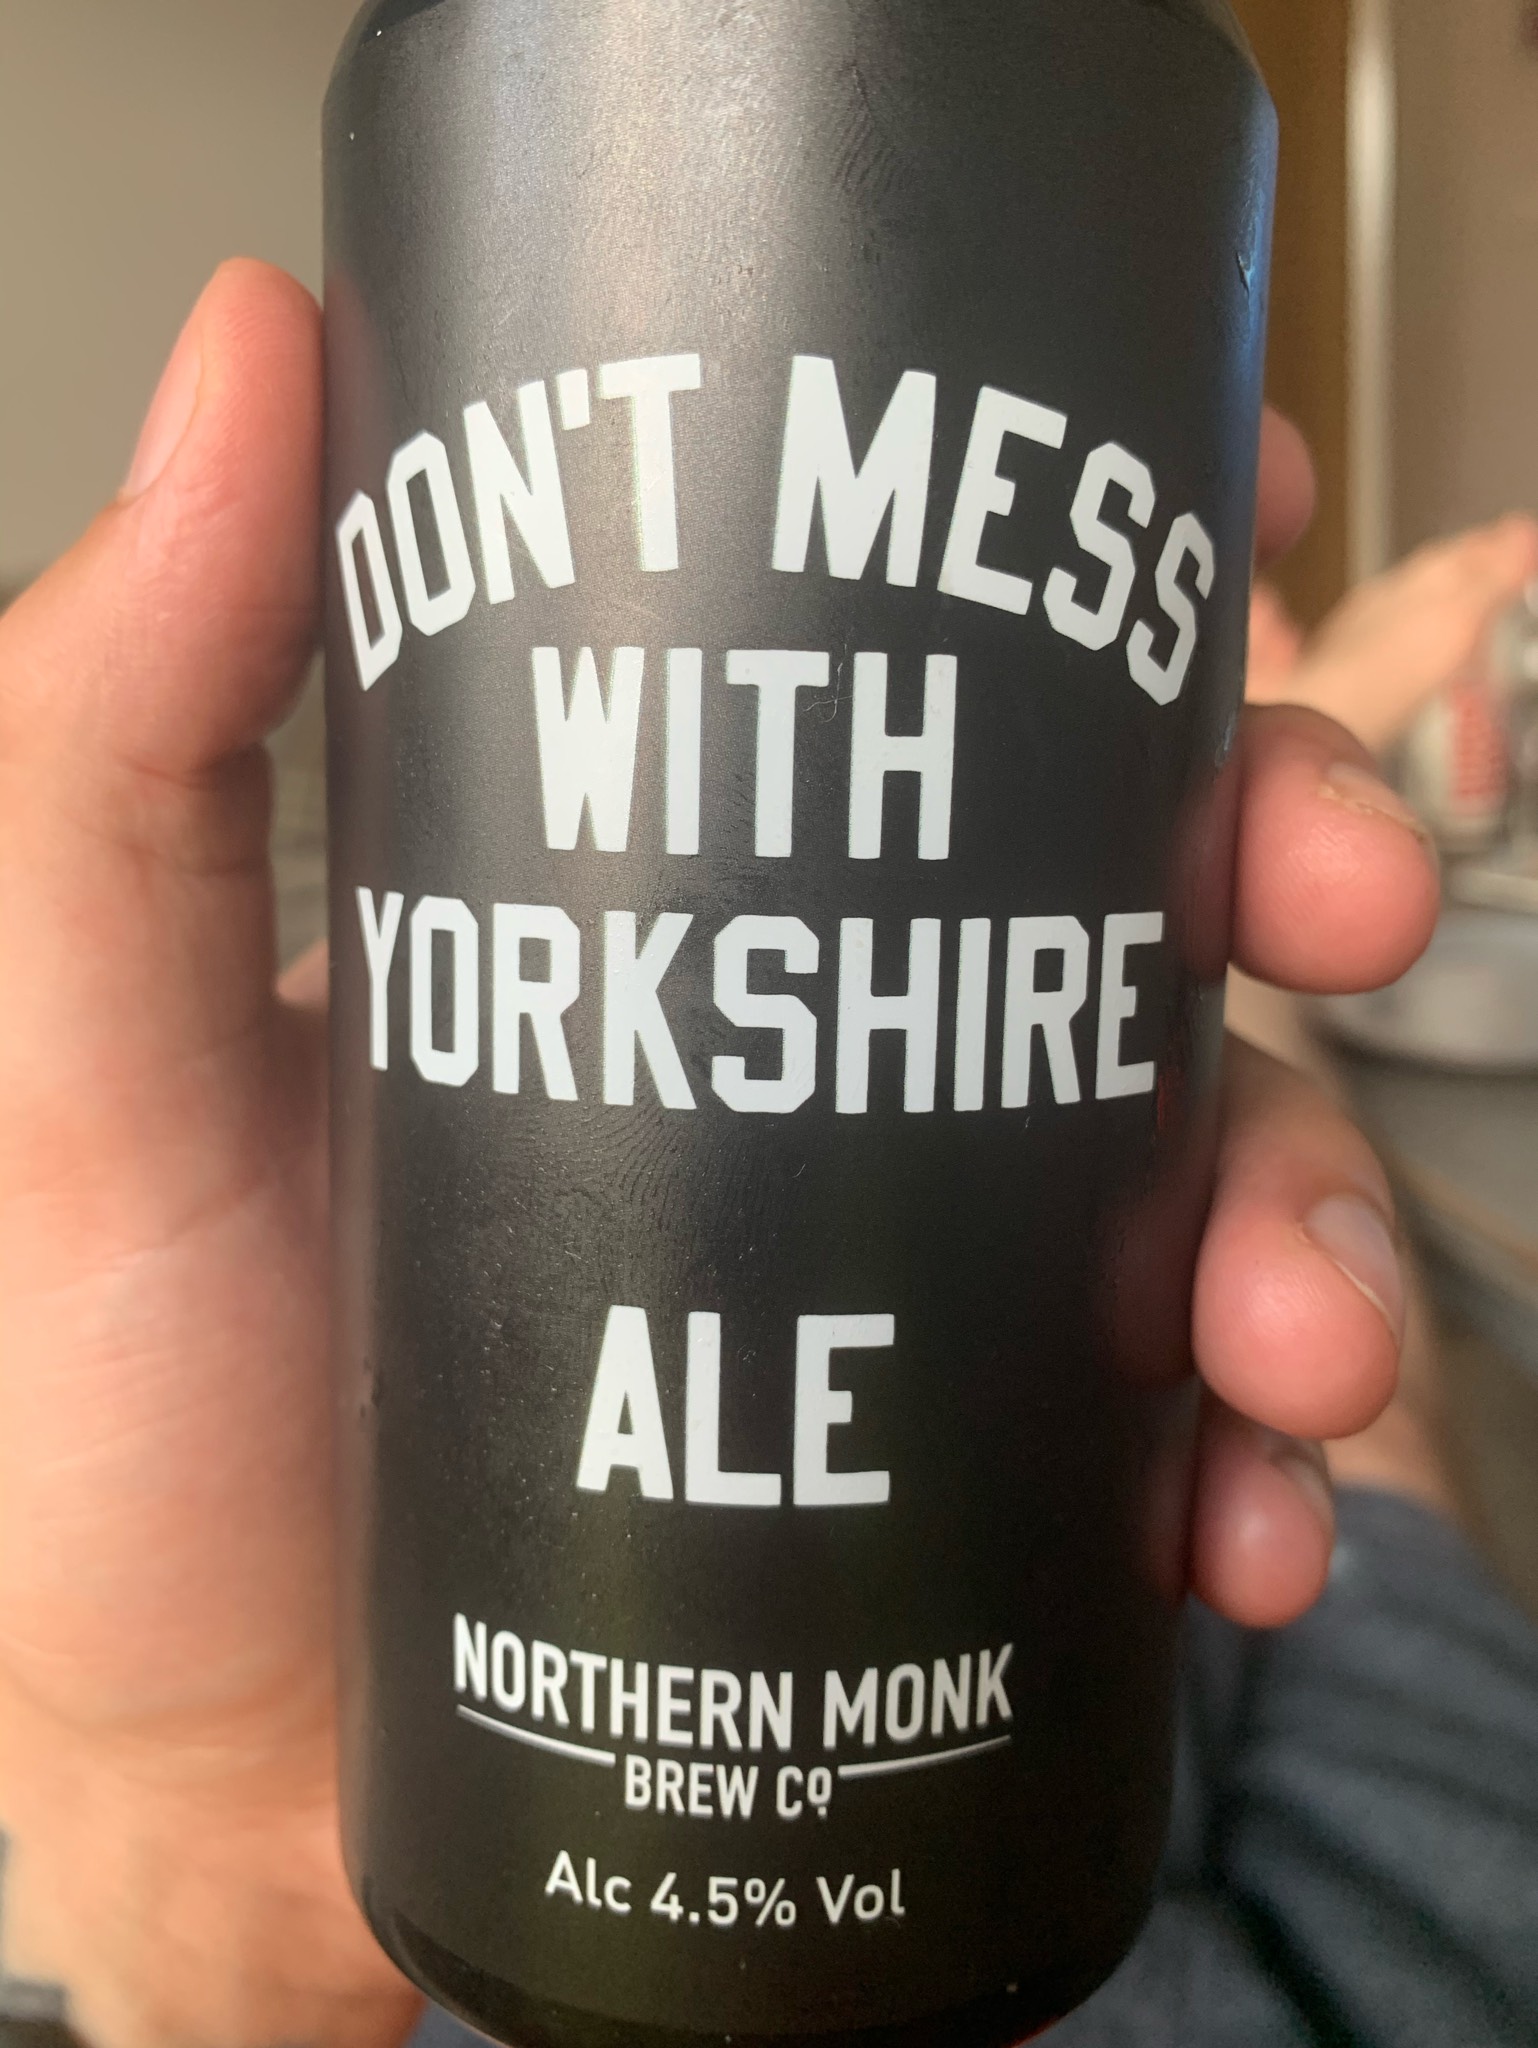 DON'T MESS
WITH
YORKSHIRE
ALE
NORTHERN MONK
BREW Co.
Alc 4.5% Vol